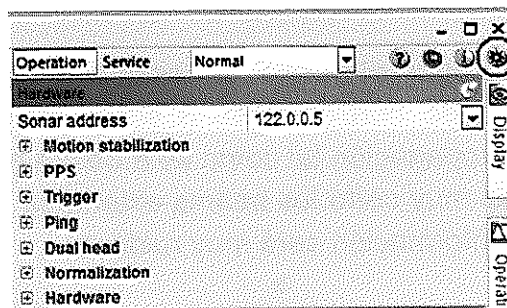 Operation Service Normal
Hardware
Sonar address 122.0.0.5
Motion stabilization
PPS
Trigger
Ping
Dual head
Normalization
Hardware
Display
Operati